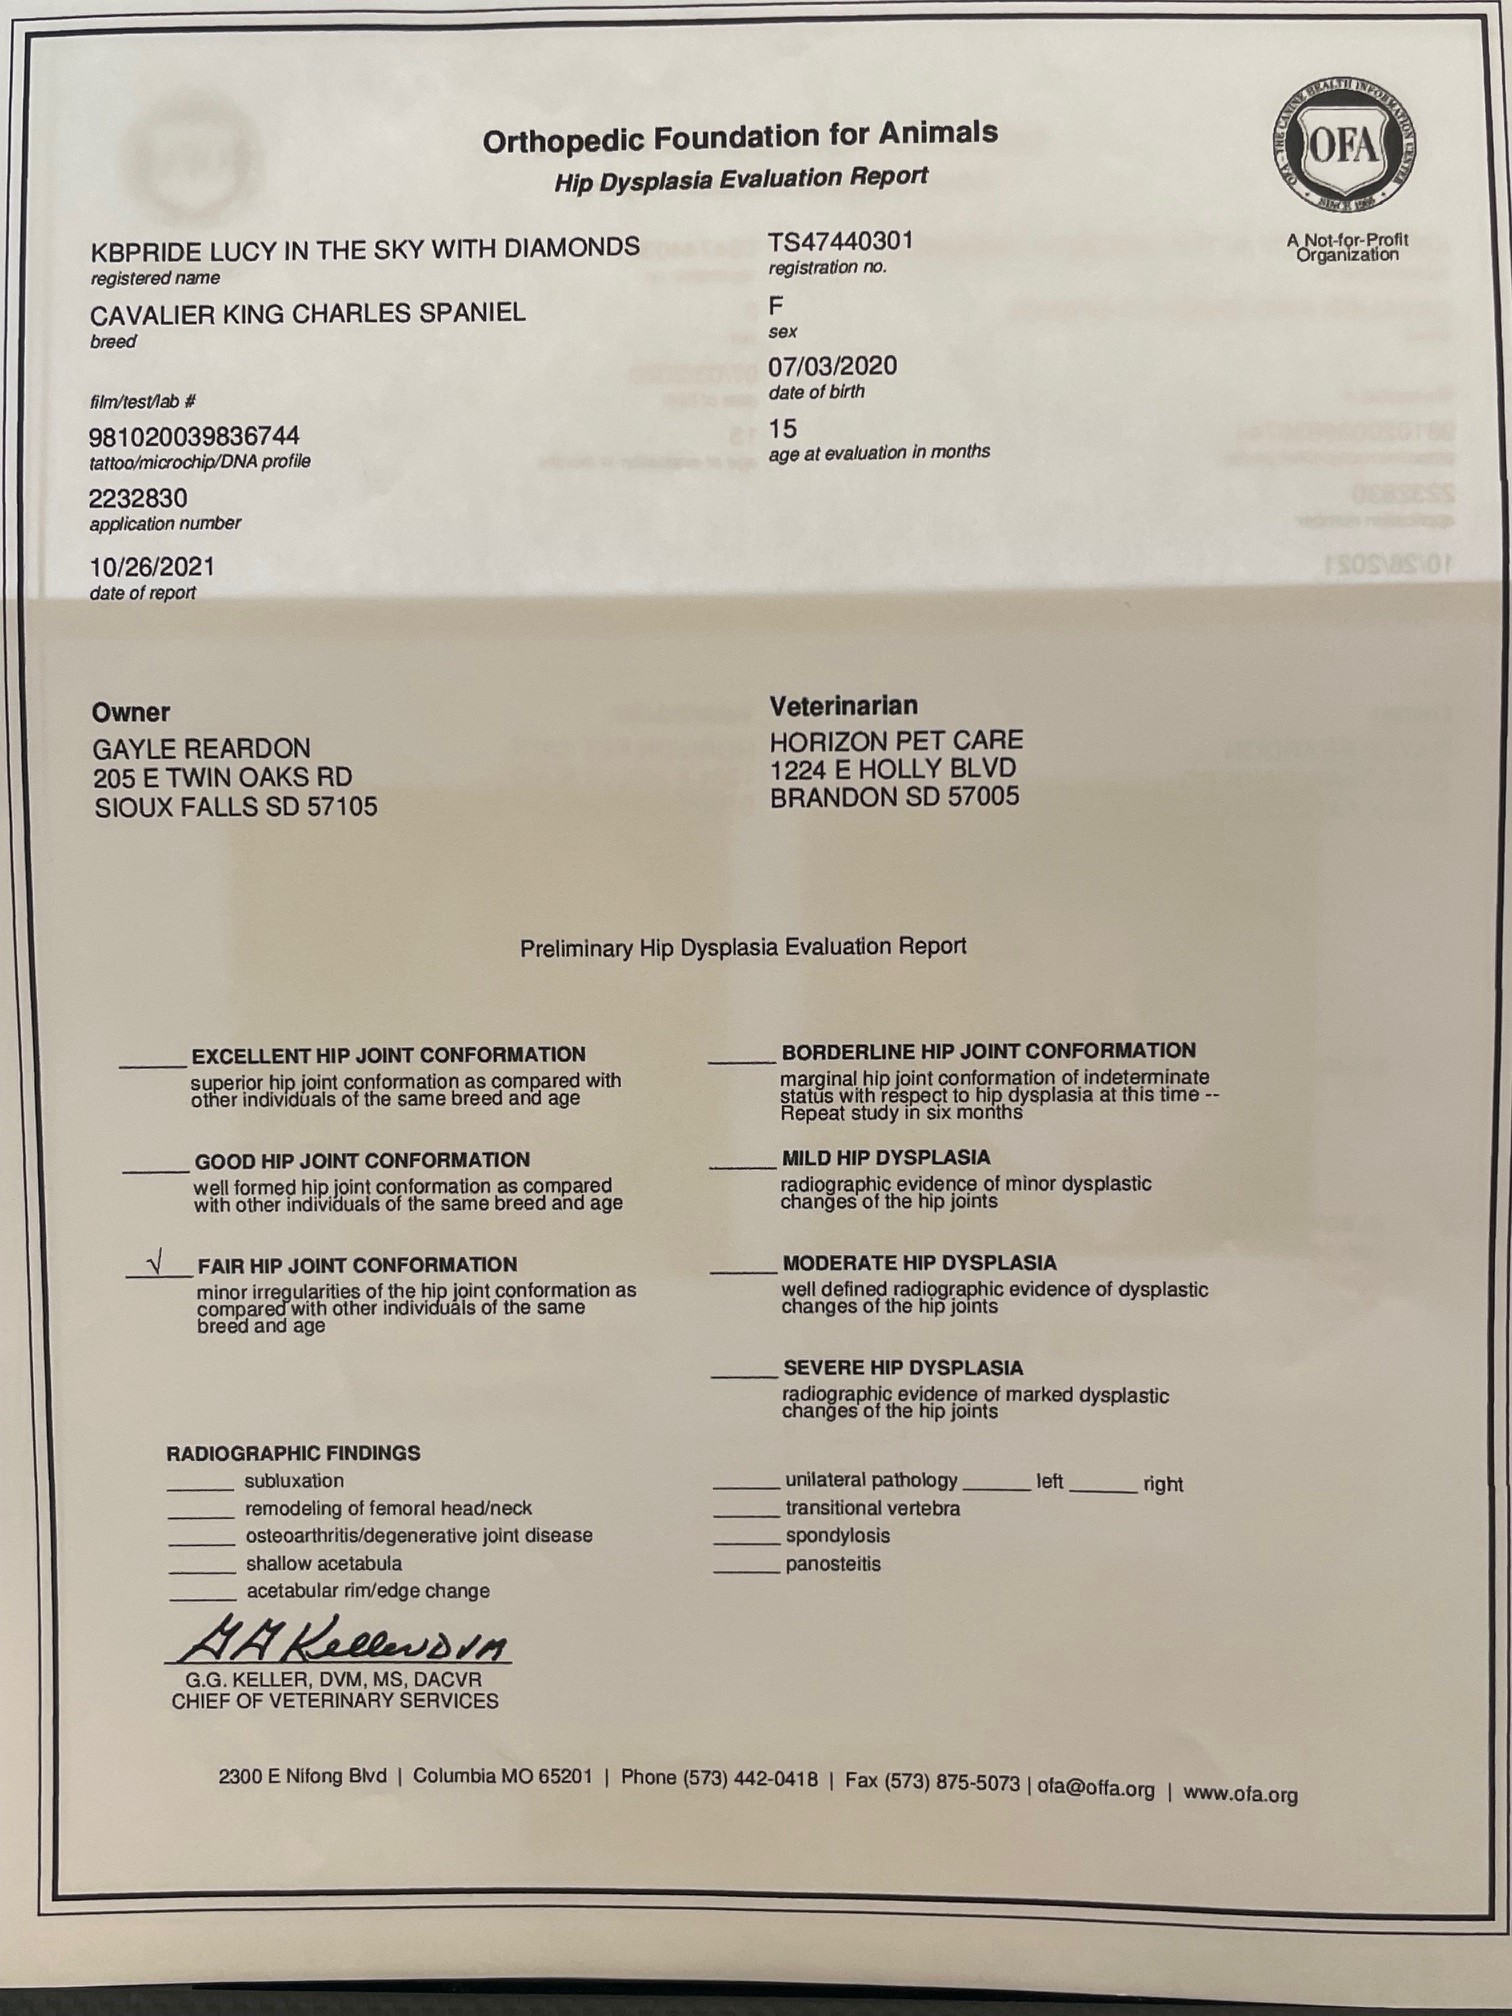 Orthopedic Foundation for Animals
Hip Dysplasia Evaluation Report
OFA - THE CANINE HEALTH INFORMATION CENTER
OFA
SINCE 1966
A Not-for-Profit
Organization
KBPRIDE LUCY IN THE SKY WITH DIAMONDS
registered name
TS47440301
registration no.
CAVALIER KING CHARLES SPANIEL
breed
F
sex
07/03/2020
date of birth
film/test/lab #
981020039836744
tattoo/microchip/DNA profile
15
age at evaluation in months
2232830
application number
10/26/2021
date of report
Owner
GAYLE REARDON
205 E TWIN OAKS RD
SIOUX FALLS SD 57105
Veterinarian
HORIZON PET CARE
1224 E HOLLY BLVD
BRANDON SD 57005
Preliminary Hip Dysplasia Evaluation Report
EXCELLENT HIP JOINT CONFORMATION
superior hip joint conformation as compared with
other individuals of the same breed and age
GOOD HIP JOINT CONFORMATION
well formed hip joint conformation as compared
with other individuals of the same breed and age
√ FAIR HIP JOINT CONFORMATION
minor irregularities of the hip joint conformation as
compared with other individuals of the same
breed and age
BORDERLINE HIP JOINT CONFORMATION
marginal hip joint conformation of indeterminate
status with respect to hip dysplasia at this time --
Repeat study in six months
MILD HIP DYSPLASIA
radiographic evidence of minor dysplastic
changes of the hip joints
MODERATE HIP DYSPLASIA
well defined radiographic evidence of dysplastic
changes of the hip joints
SEVERE HIP DYSPLASIA
radiographic evidence of marked dysplastic
changes of the hip joints
RADIOGRAPHIC FINDINGS
subluxation
remodeling of femoral head/neck
osteoarthritis/degenerative joint disease
shallow acetabula
acetabular rim/edge change
unilateral pathology ______ left ______ right
transitional vertebra
spondylosis
panosteitis
GG Keller DVM
G.G. KELLER, DVM, MS, DACVR
CHIEF OF VETERINARY SERVICES
2300 E Nifong Blvd | Columbia MO 65201 | Phone (573) 442-0418 | Fax (573) 875-5073 | ofa@offa.org | www.ofa.org